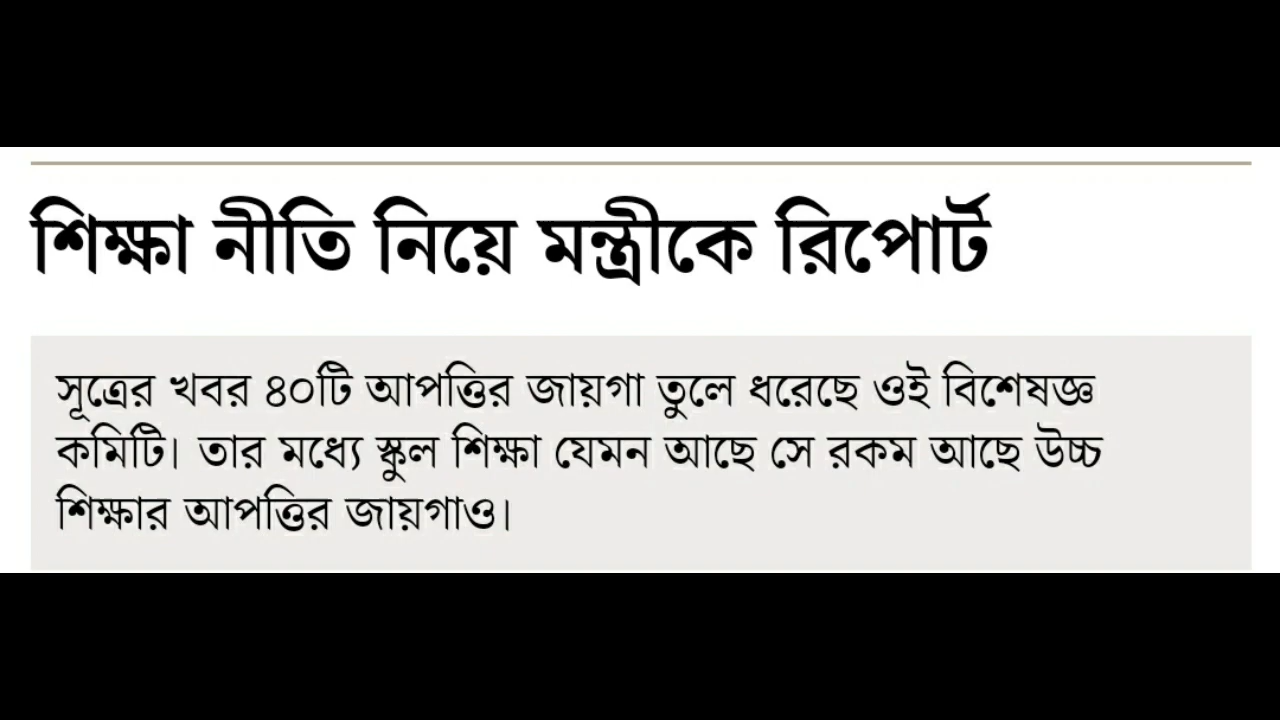 শিক্ষা নীতি নিয়ে মন্ত্রীকে রিপোর্ট
সূত্রের খবর ৪০টি আপত্তির জায়গা তুলে ধরেছে ওই বিশেষজ্ঞ
কমিটি। তার মধ্যে স্কুল শিক্ষা যেমন আছে সে রকম আছে উচ্চ
শিক্ষার আপত্তির জায়গাও।